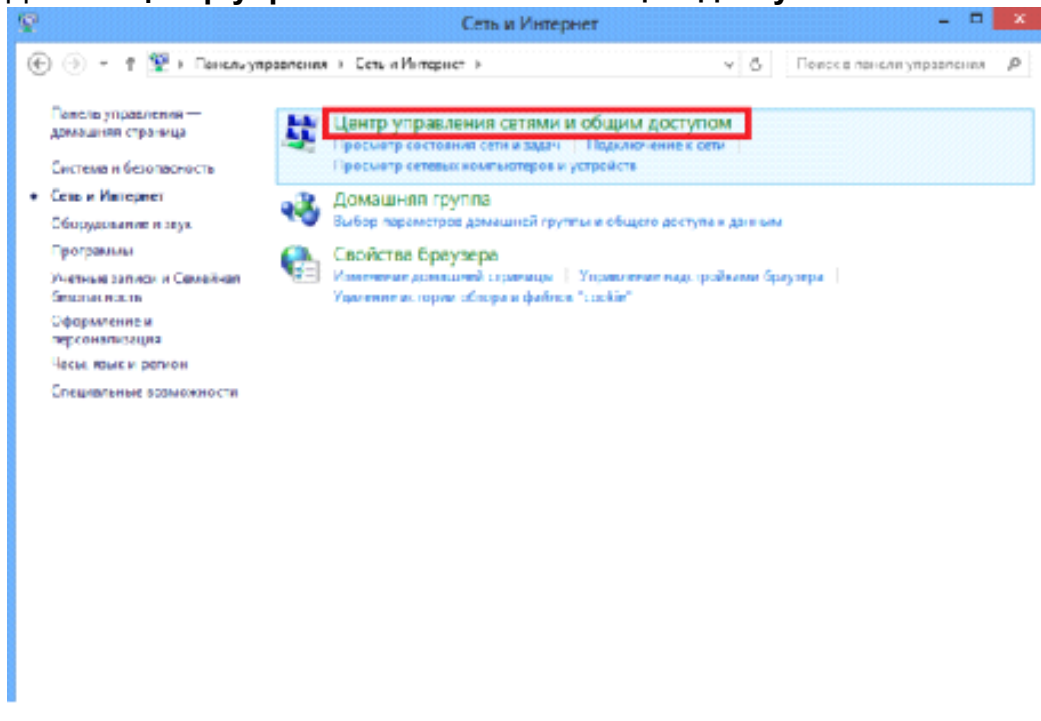 Сеть и Интернет
Панель управления › Сеть и Интернет ›
Поиск в панели управления
Панель управления —
домашняя страница
Система и безопасность
Сеть и Интернет
Оборудование и звук
Программы
Учетные записи и Семейная
безопасность
Оформление и
персонализация
Часы, язык и регион
Специальные возможности
Центр управления сетями и общим доступом
Просмотр состояния сети и задач
Подключение к сети
Просмотр сетевых компьютеров и устройств
Домашняя группа
Выбор параметров домашней группы и общего доступа к данным
Свойства браузера
Изменение домашней страницы
Управление надстройками браузера
Удаление истории обзора и файлов "cookie"